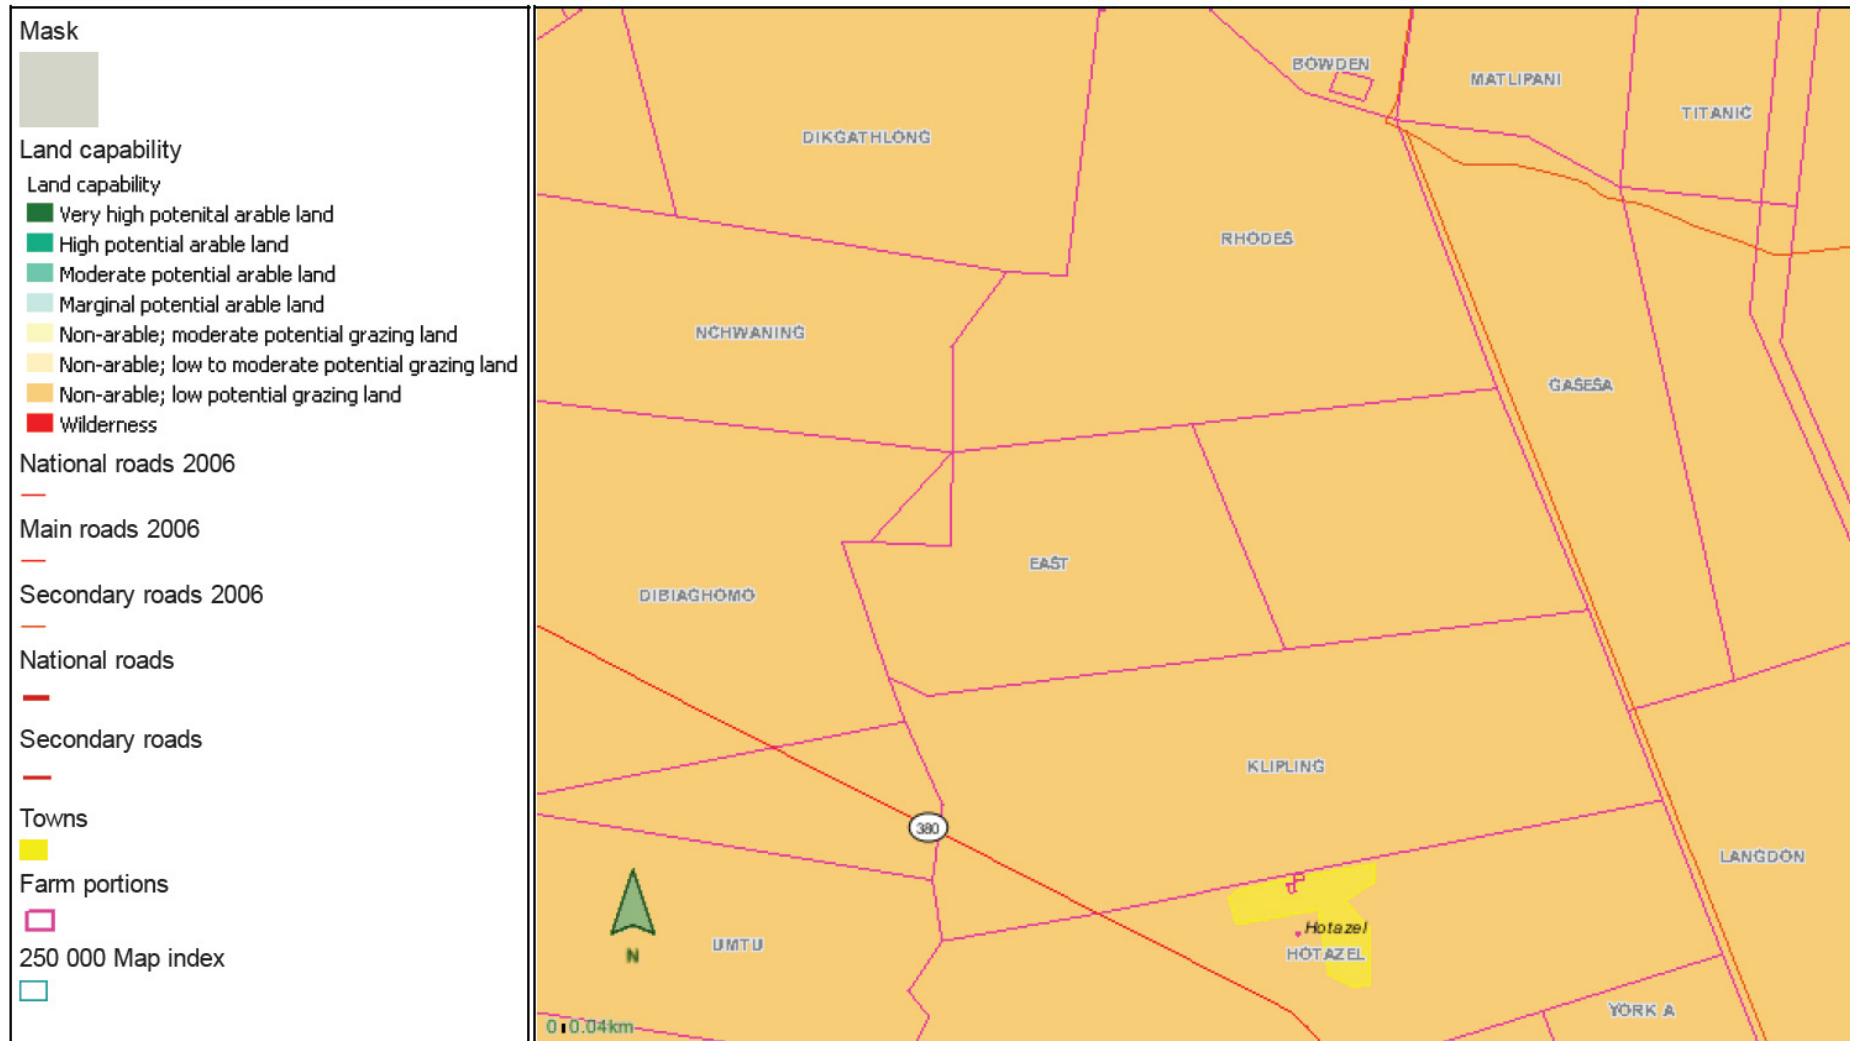 Mask
Land capability
Land capability
Very high potenital arable land
High potential arable land
Moderate potential arable land
Marginal potential arable land
Non-arable; moderate potential grazing land
Non-arable; low to moderate potential grazing land
Non-arable; low potential grazing land
Wilderness
National roads 2006
Main roads 2006
Secondary roads 2006
National roads
Secondary roads
Towns
Farm portions
250 000 Map index
BOWDEN
MATLIPANI
TITANIC
DIKGATHLONG
RHODES
NCHWANING
GASESA
EAST
DIBIAGHOMO
KLIPLING
380
LANGDON
Hotazel
HOTAZEL
UMTU
N
YORK A
0 0.04km